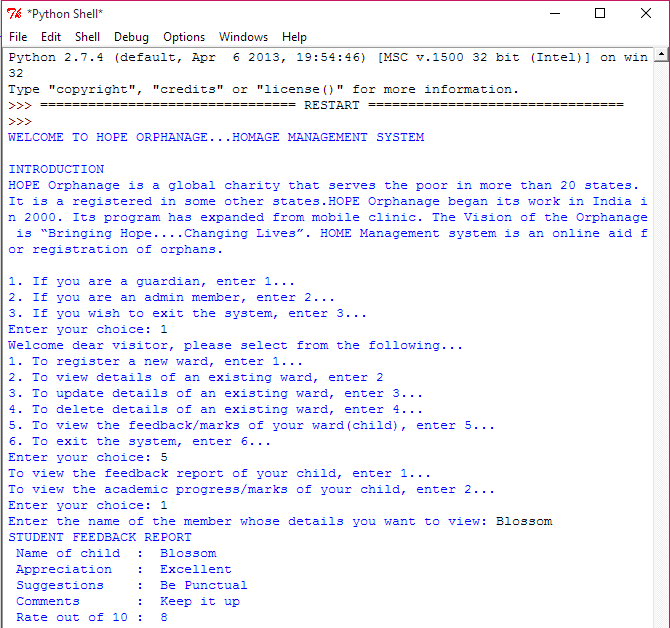 *Python Shell*
File Edit Shell Debug Options Windows Help
Python 2.7.4 (default, Apr  6 2013, 19:54:46) [MSC v.1500 32 bit (Intel)] on win
32
Type "copyright", "credits" or "license()" for more information.
>>> ================================ RESTART ================================
>>>
WELCOME TO HOPE ORPHANAGE...HOMAGE MANAGEMENT SYSTEM
INTRODUCTION
HOPE Orphanage is a global charity that serves the poor in more than 20 states.
It is a registered in some other states.HOPE Orphanage began its work in India i
n 2000. Its program has expanded from mobile clinic. The Vision of the Orphanage
 is “Bringing Hope....Changing Lives”. HOME Management system is an online aid f
or registration of orphans.
1. If you are a guardian, enter 1...
2. If you are an admin member, enter 2...
3. If you wish to exit the system, enter 3...
Enter your choice: 1
Welcome dear visitor, please select from the following...
1. To register a new ward, enter 1...
2. To view details of an existing ward, enter 2
3. To update details of an existing ward, enter 3...
4. To delete details of an existing ward, enter 4...
5. To view the feedback/marks of your ward(child), enter 5...
6. To exit the system, enter 6...
Enter your choice: 5
To view the feedback report of your child, enter 1...
To view the academic progress/marks of your child, enter 2...
Enter your choice: 1
Enter the name of the member whose details you want to view: Blossom
STUDENT FEEDBACK REPORT
 Name of child  :  Blossom
 Appreciation   :  Excellent
 Suggestions    :  Be Punctual
 Comments       :  Keep it up
 Rate out of 10 :  8